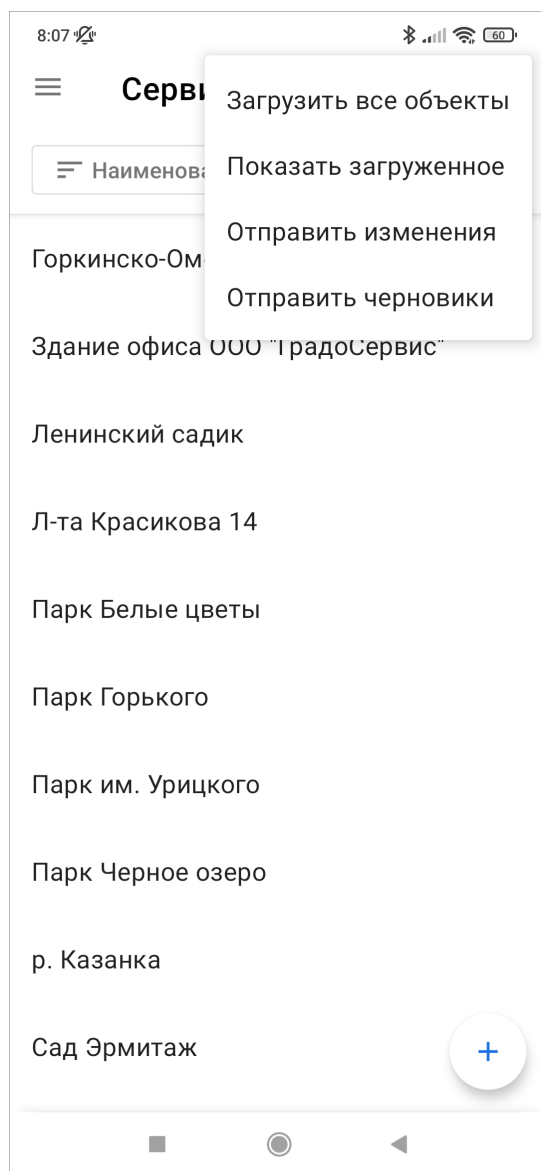 8:07
60
Серви
Загрузить все объекты
Показать загруженное
Отправить изменения
Отправить черновики
Наименова
Горкинско-Ом
Здание офиса ООО "ГрадоСервис"
Ленинский садик
Л-та Красикова 14
Парк Белые цветы
Парк Горького
Парк им. Урицкого
Парк Черное озеро
р. Казанка
Сад Эрмитаж